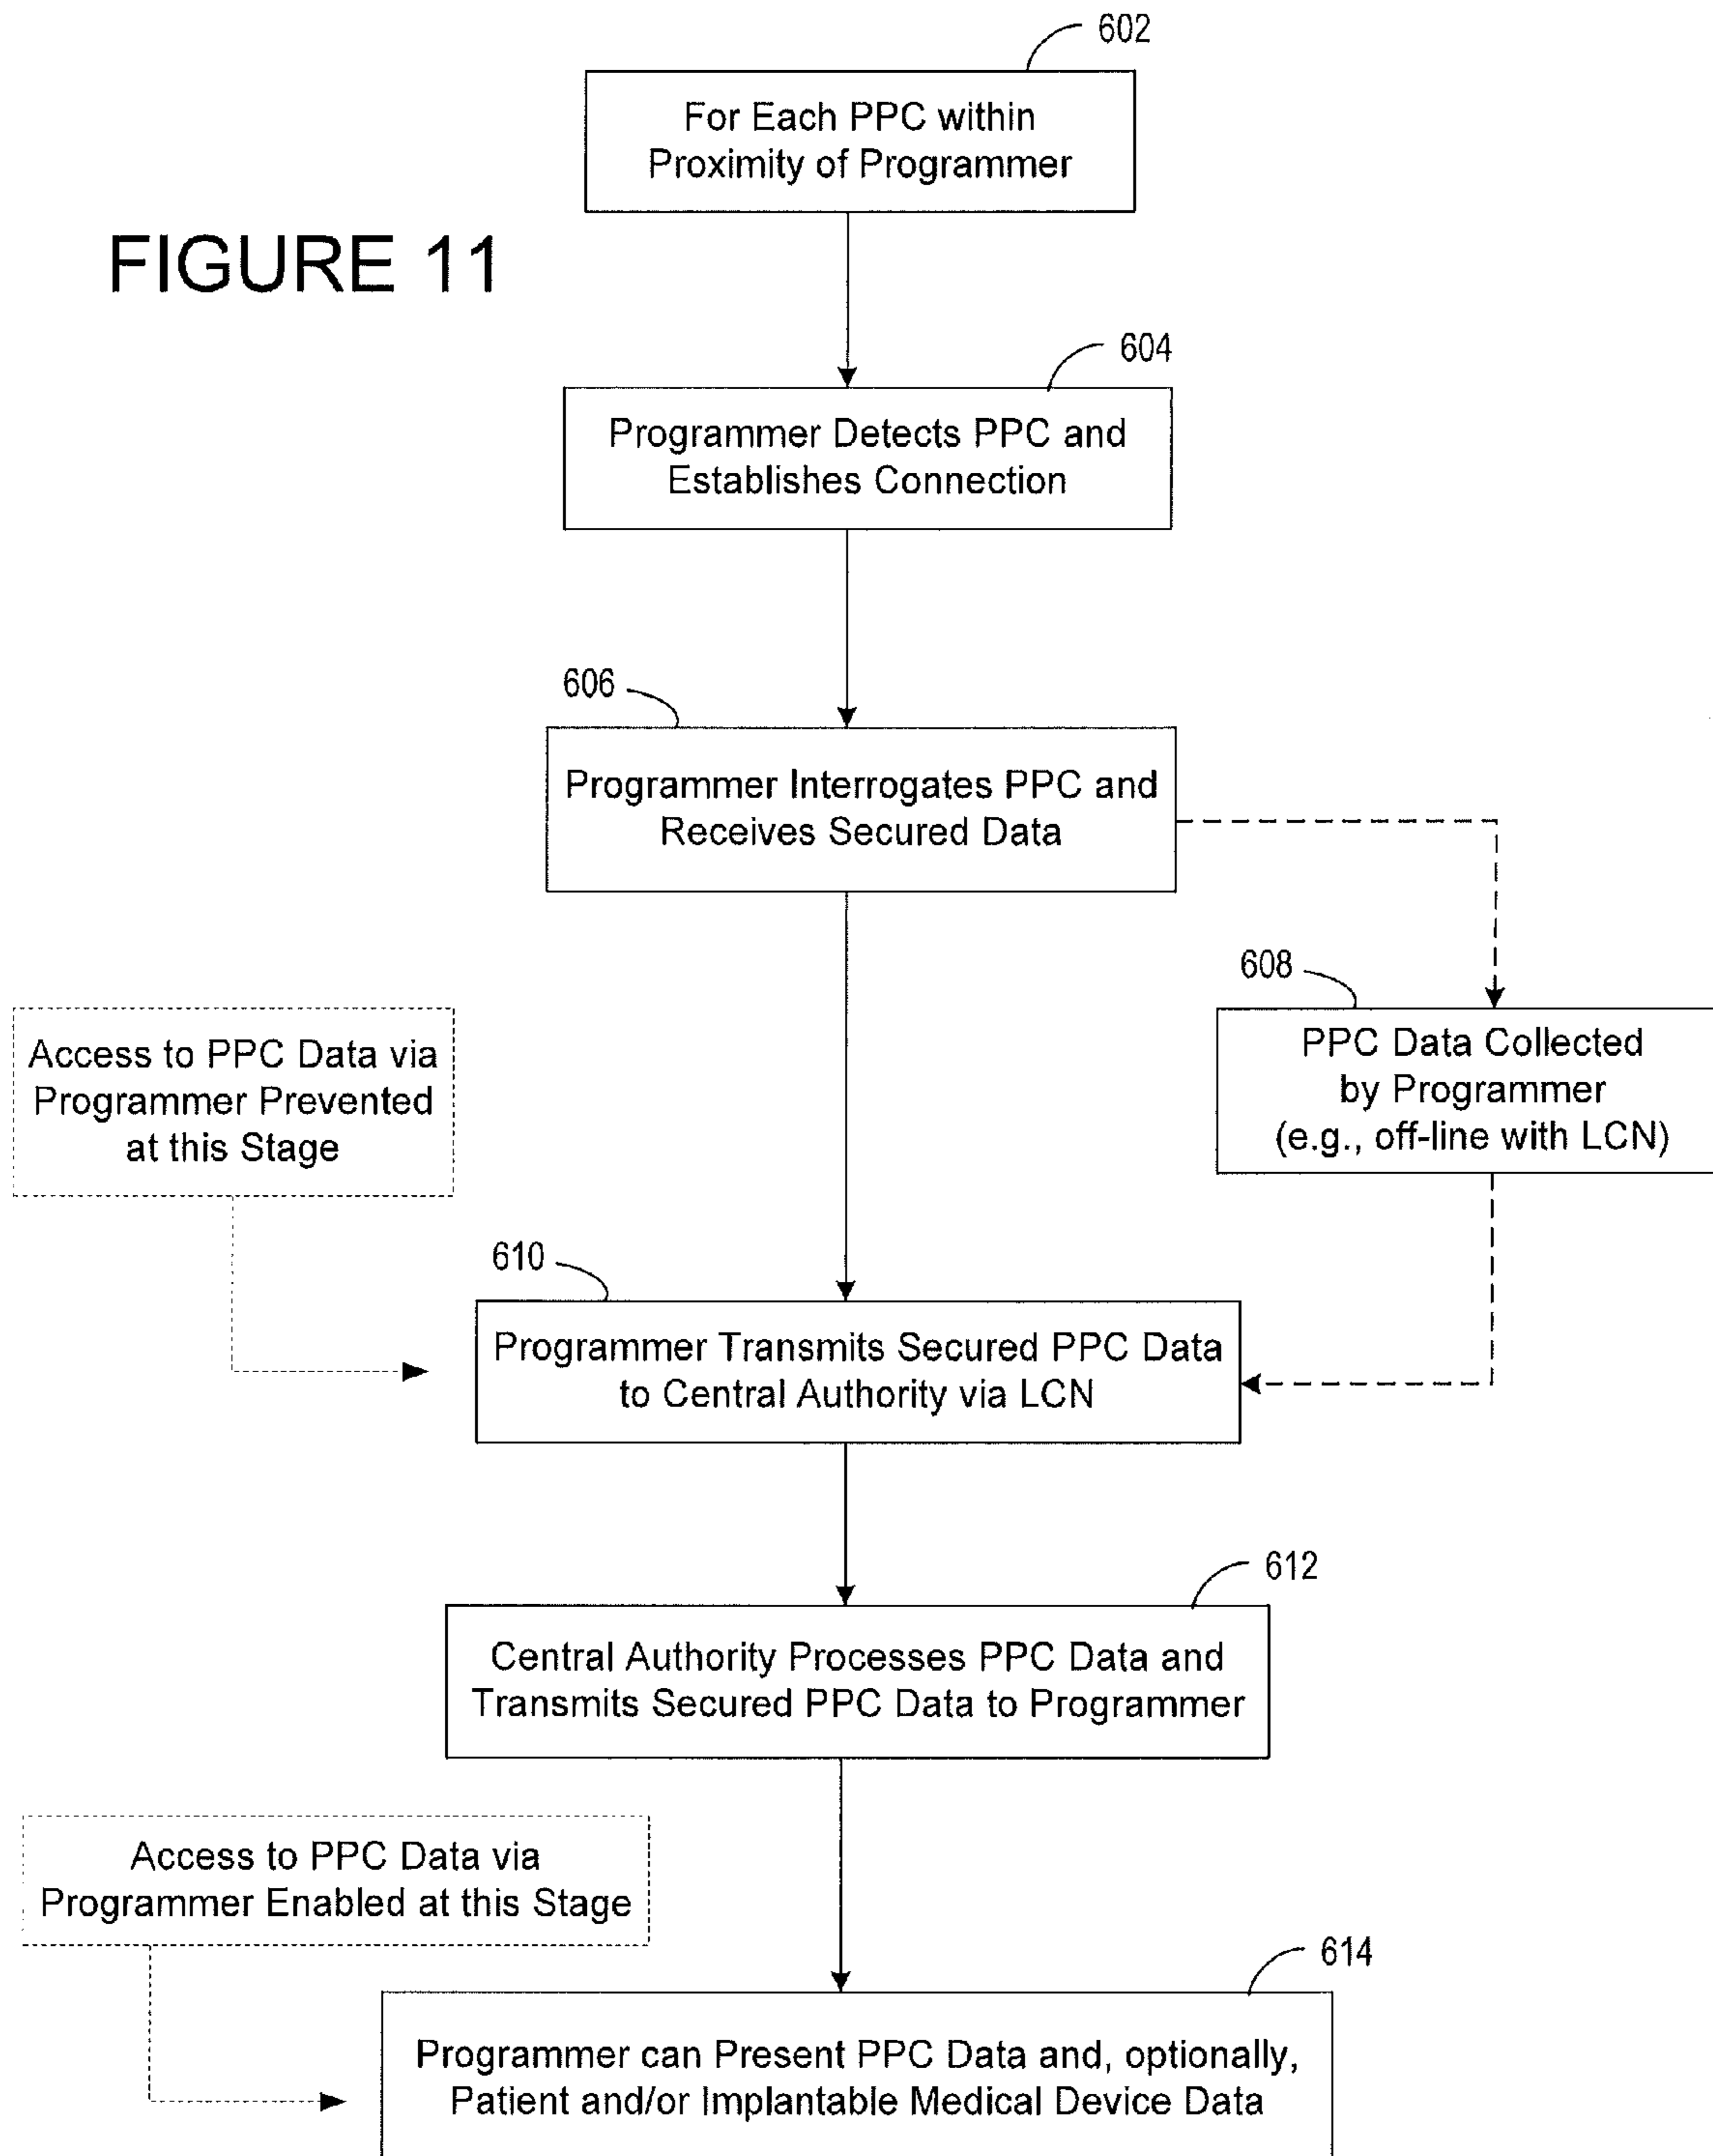 602
For Each PPC within
Proximity of Programmer
FIGURE 11
604
Programmer Detects PPC and
Establishes Connection
606
Programmer Interrogates PPC and
Receives Secured Data
608
PPC Data Collected
by Programmer
(e.g., off-line with LCN)
Access to PPC Data via
Programmer Prevented
at this Stage
610
Programmer Transmits Secured PPC Data
to Central Authority via LCN
612
Central Authority Processes PPC Data and
Transmits Secured PPC Data to Programmer
Access to PPC Data via
Programmer Enabled at this Stage
614
Programmer can Present PPC Data and, optionally,
Patient and/or Implantable Medical Device Data